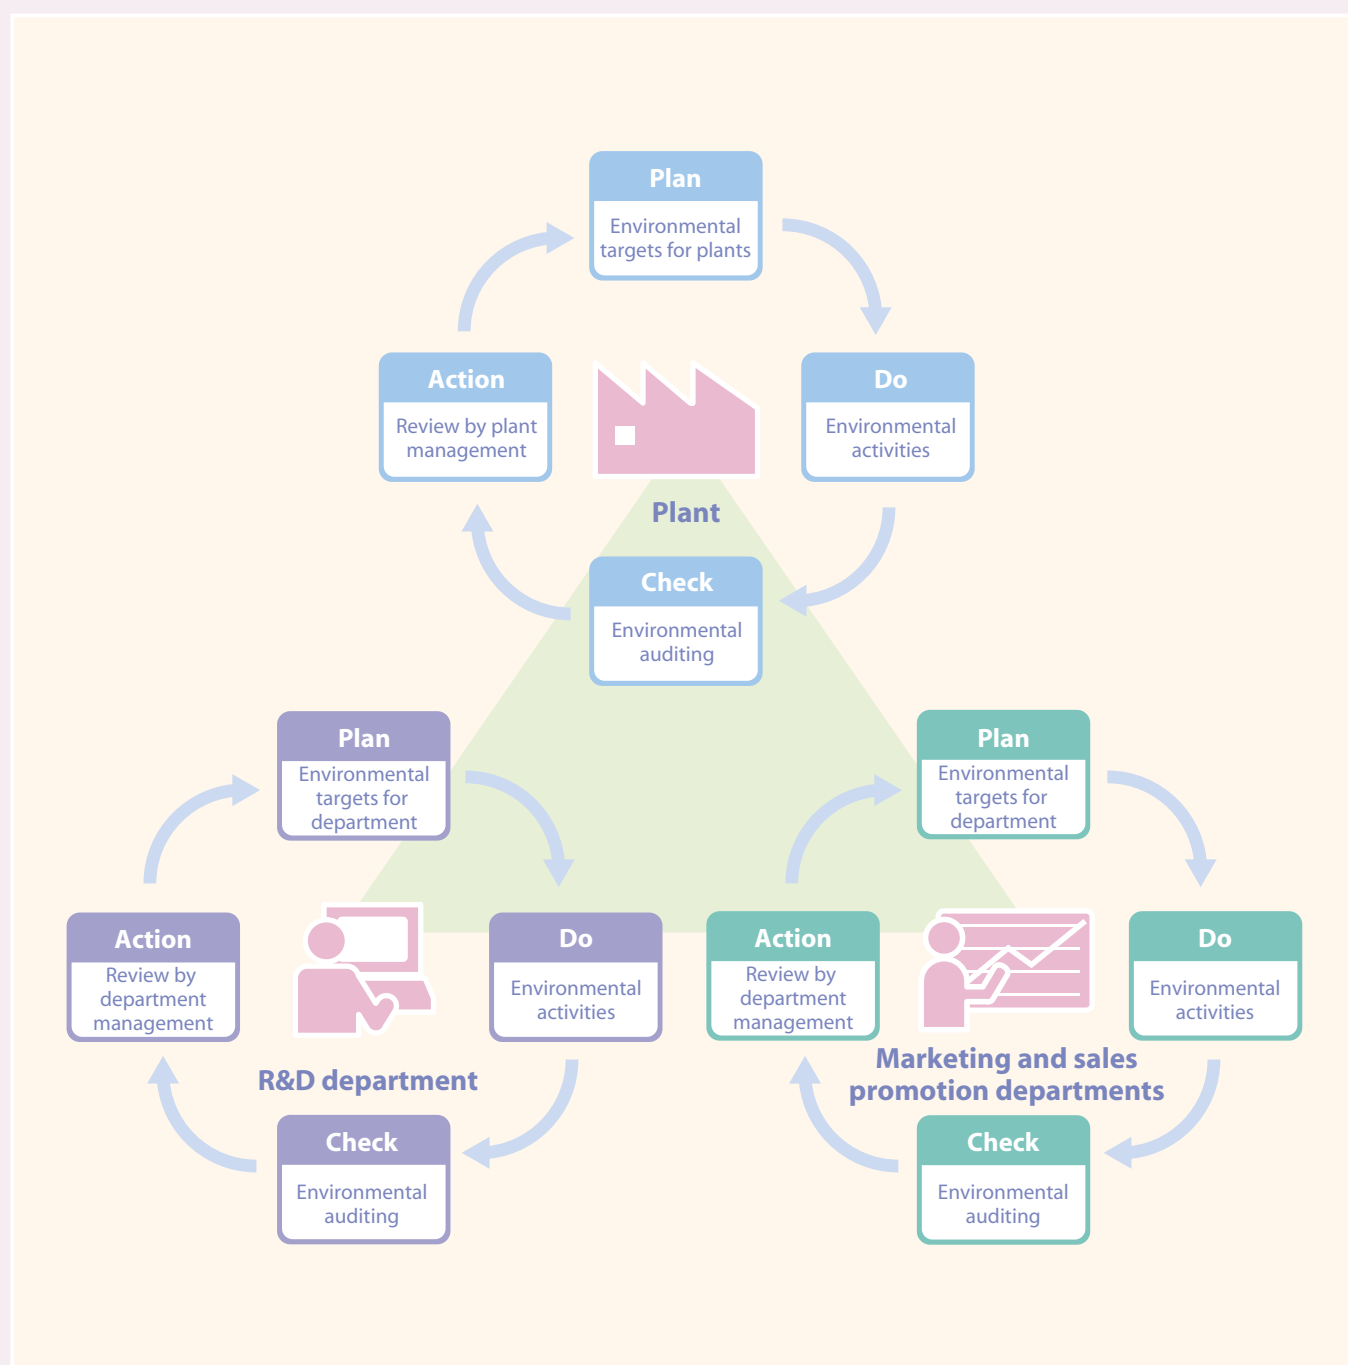 Plan
Environmental
targets for plants
Action
Review by plant
management
Do
Environmental
activities
Plant
Check
Environmental
auditing
Plan
Environmental
targets for
department
Action
Review by
department
management
Do
Environmental
activities
R&D department
Check
Environmental
auditing
Plan
Environmental
targets for
department
Action
Review by
department
management
Do
Environmental
activities
Marketing and sales
promotion departments
Check
Environmental
auditing